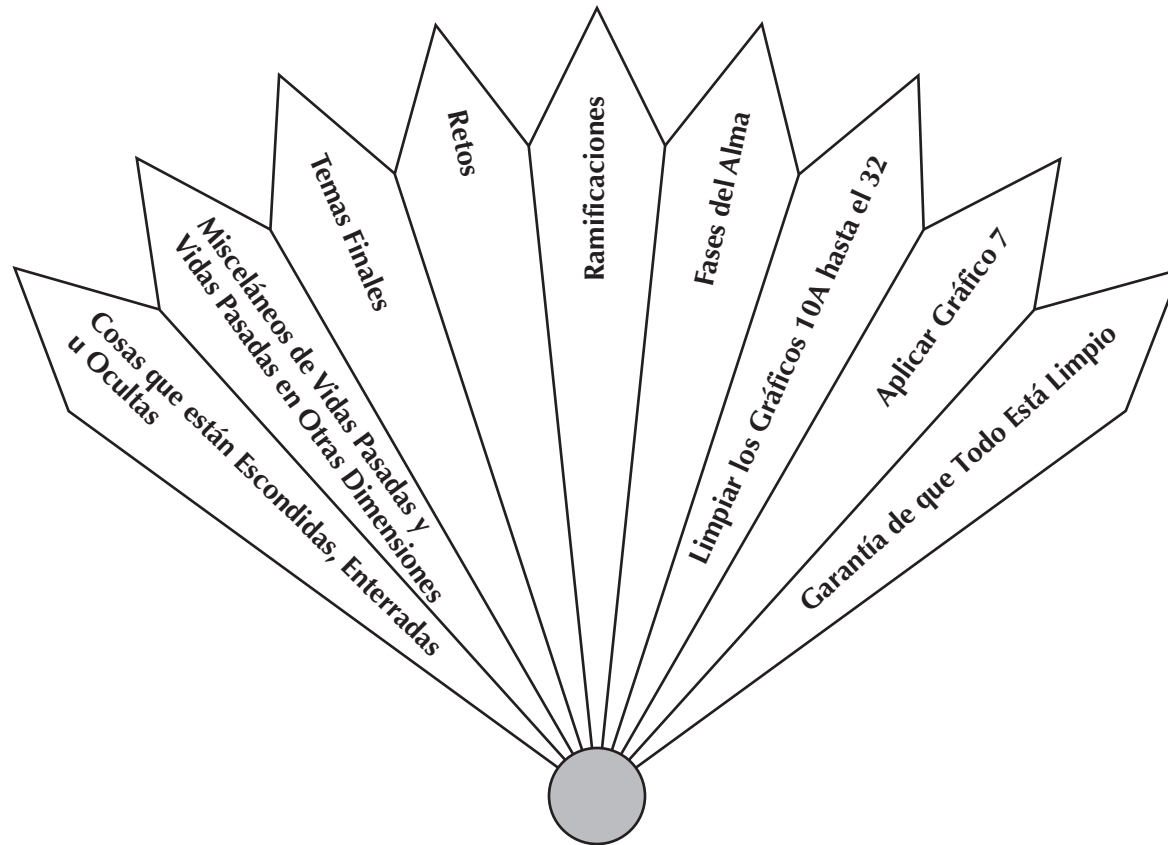 Cosas que están Escondidas, Enterradas
u Ocultas
Misceláneos de Vidas Pasadas y
Vidas Pasadas en Otras Dimensiones
Temas Finales
Retos
Ramificaciones
Fases del Alma
Limpiar los Gráficos 10A hasta el 32
Aplicar Gráfico 7
Garantía de que Todo Está Limpio